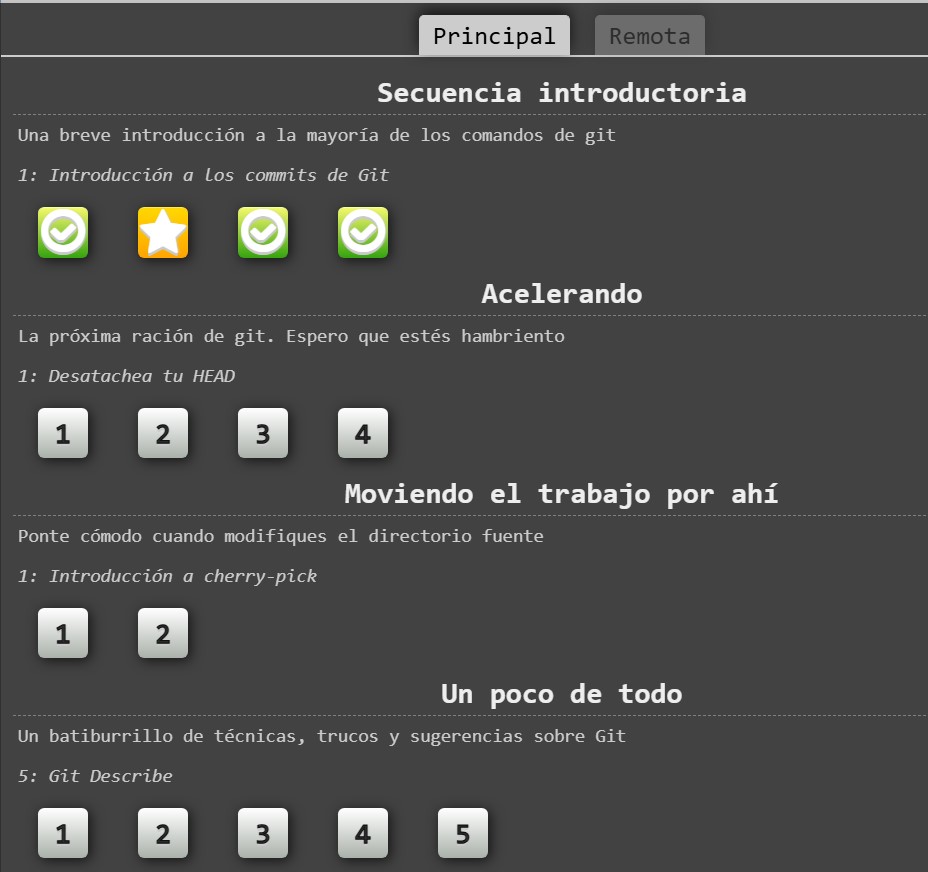 Principal Remota
Secuencia introductoria
Una breve introducción a la mayoría de los comandos de git
1: Introducción a los commits de Git
Acelerando
La próxima ración de git. Espero que estés hambriento
1: Desatachea tu HEAD
1 2 3 4
Moviendo el trabajo por ahí
Ponte cómodo cuando modifiques el directorio fuente
1: Introducción a cherry-pick
1 2
Un poco de todo
Un batiburrillo de técnicas, trucos y sugerencias sobre Git
5: Git Describe
1 2 3 4 5